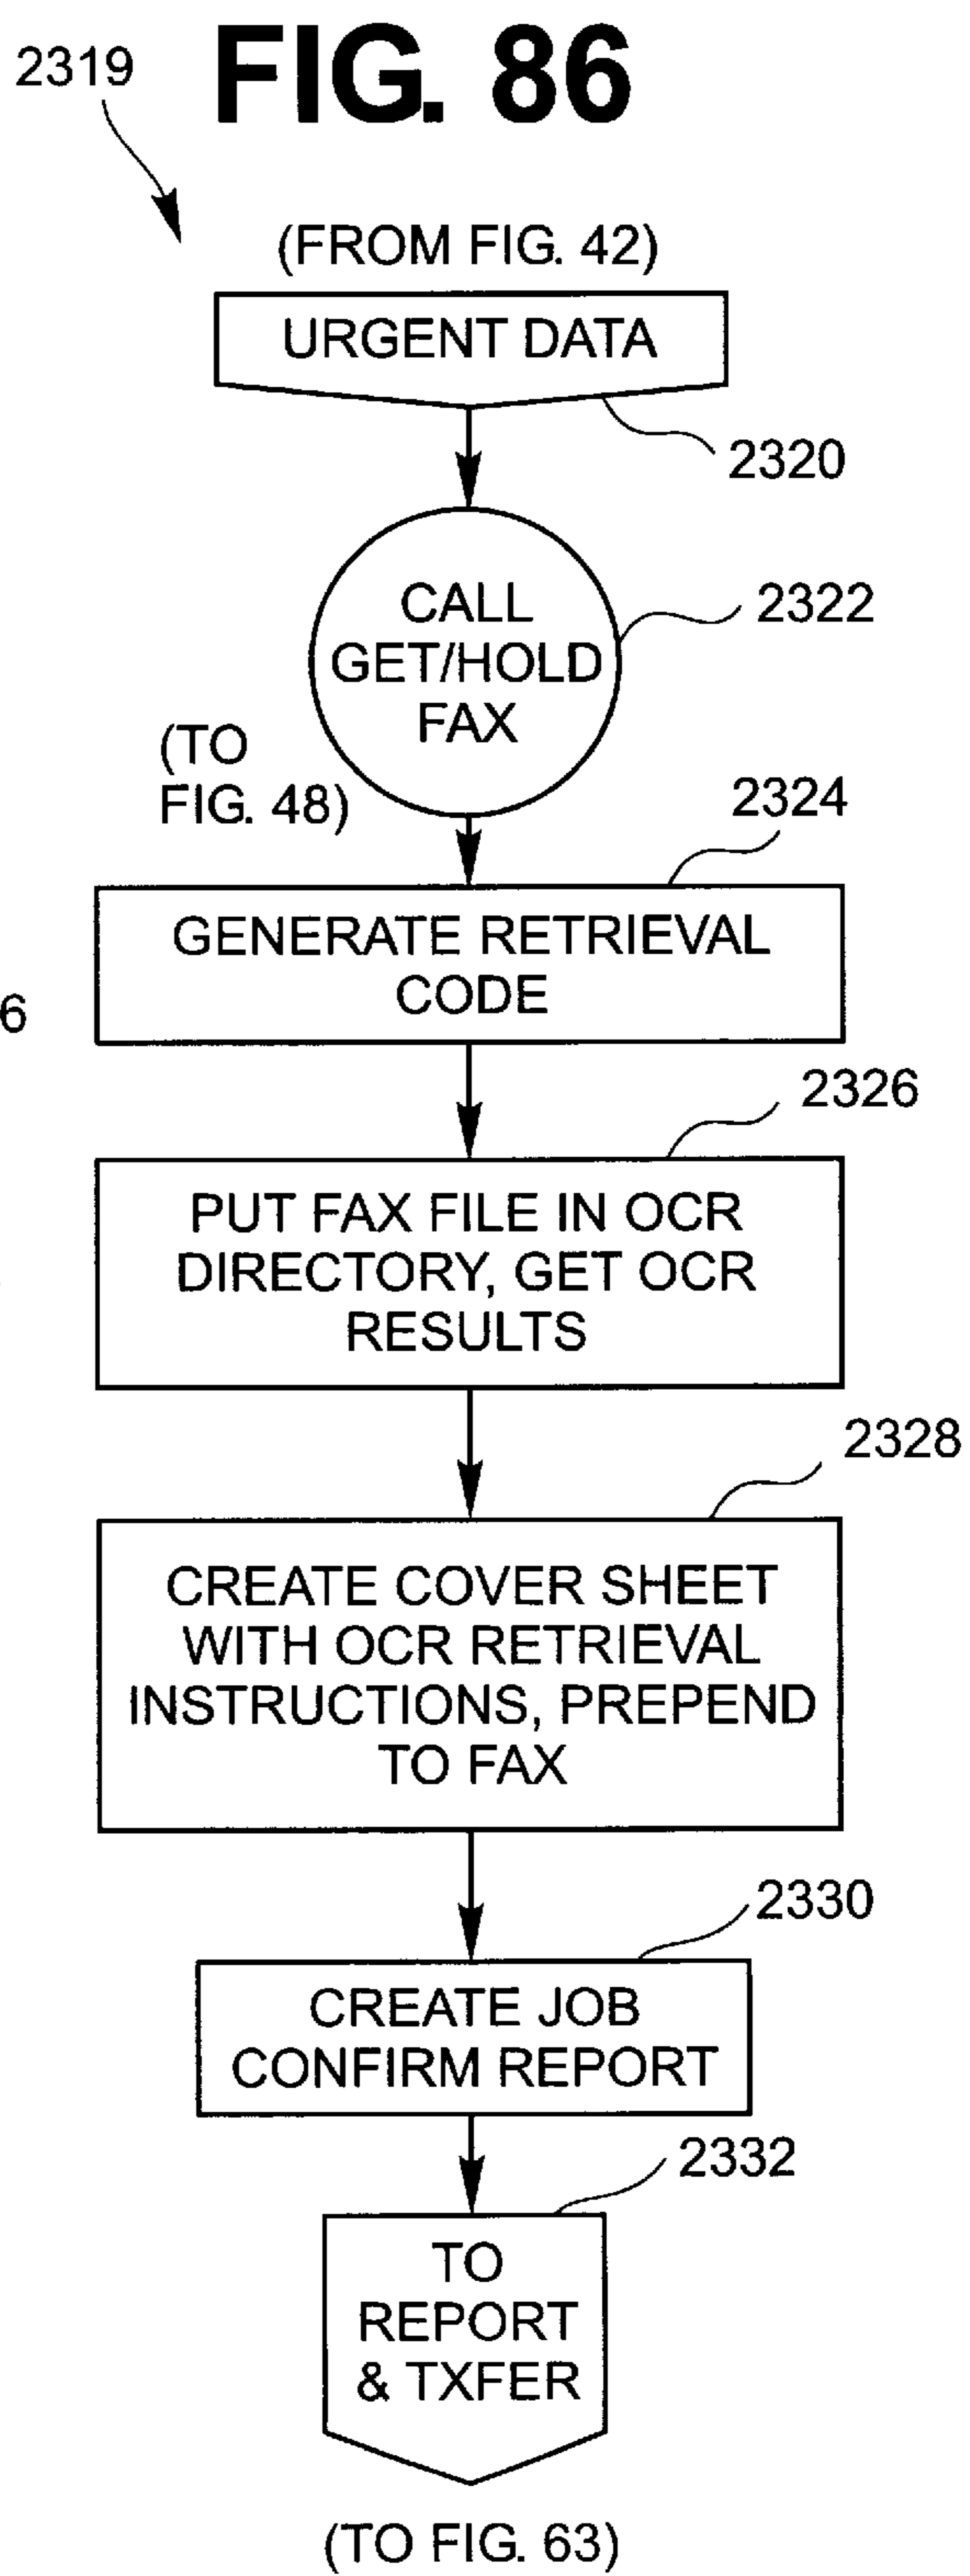 2319
FIG. 86
(FROM FIG. 42)
URGENT DATA
2320
CALL
GET/HOLD
FAX
2322
(TO
FIG. 48)
2324
GENERATE RETRIEVAL
CODE
6
2326
PUT FAX FILE IN OCR
DIRECTORY, GET OCR
RESULTS
2328
CREATE COVER SHEET
WITH OCR RETRIEVAL
INSTRUCTIONS, PREPEND
TO FAX
2330
CREATE JOB
CONFIRM REPORT
2332
TO
REPORT
& TXFER
(TO FIG. 63)